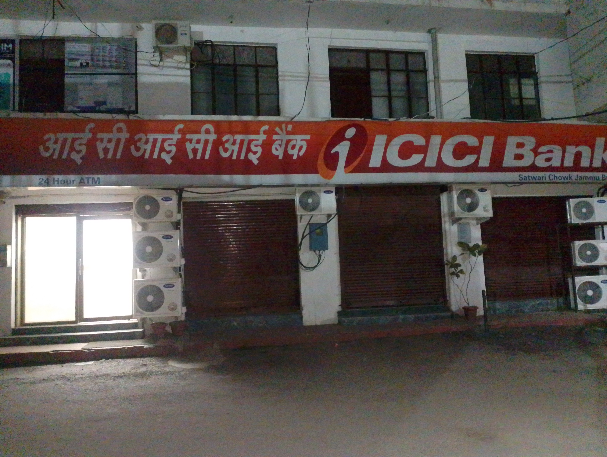 आई सी आई सी आई बैंक ICICI Bank
24 Hour ATM
Satwari Chowk Jammu